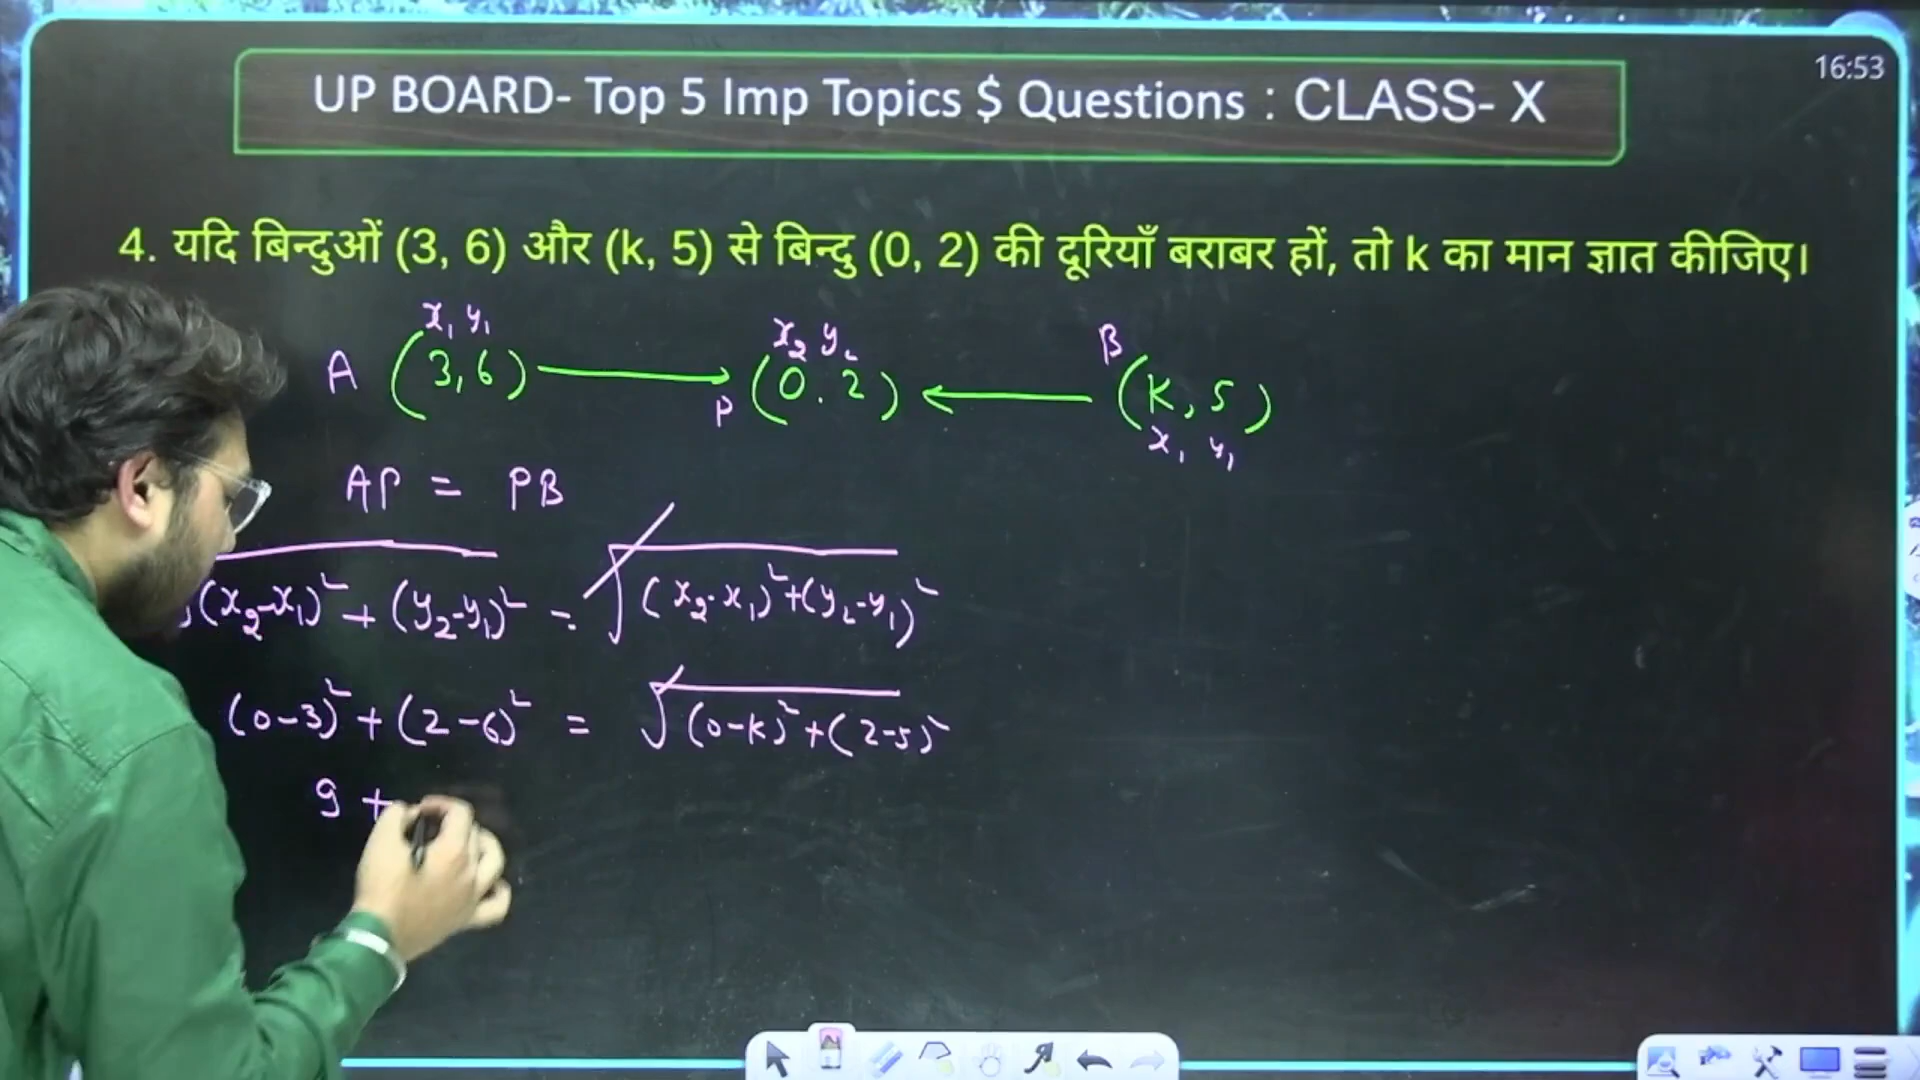 16:53
UP BOARD- Top 5 Imp Topics $ Questions : CLASS- X
4. यदि बिन्दुओं (3, 6) और (k, 5) से बिन्दु (0, 2) की दूरियाँ बराबर हों, तो k का मान ज्ञात कीजिए।
x₁ y₁ x₂ y₂ B
A (3,6) (0.2) (K,5)
P x₁ y₁
AP = PB
(x₂-x₁)² + (y₂-y₁)² = √(x₂-x₁)²+(y₂-y₁)²
(0-3)² + (2-6)² = √(0-K)²+(2-5)²
9 +